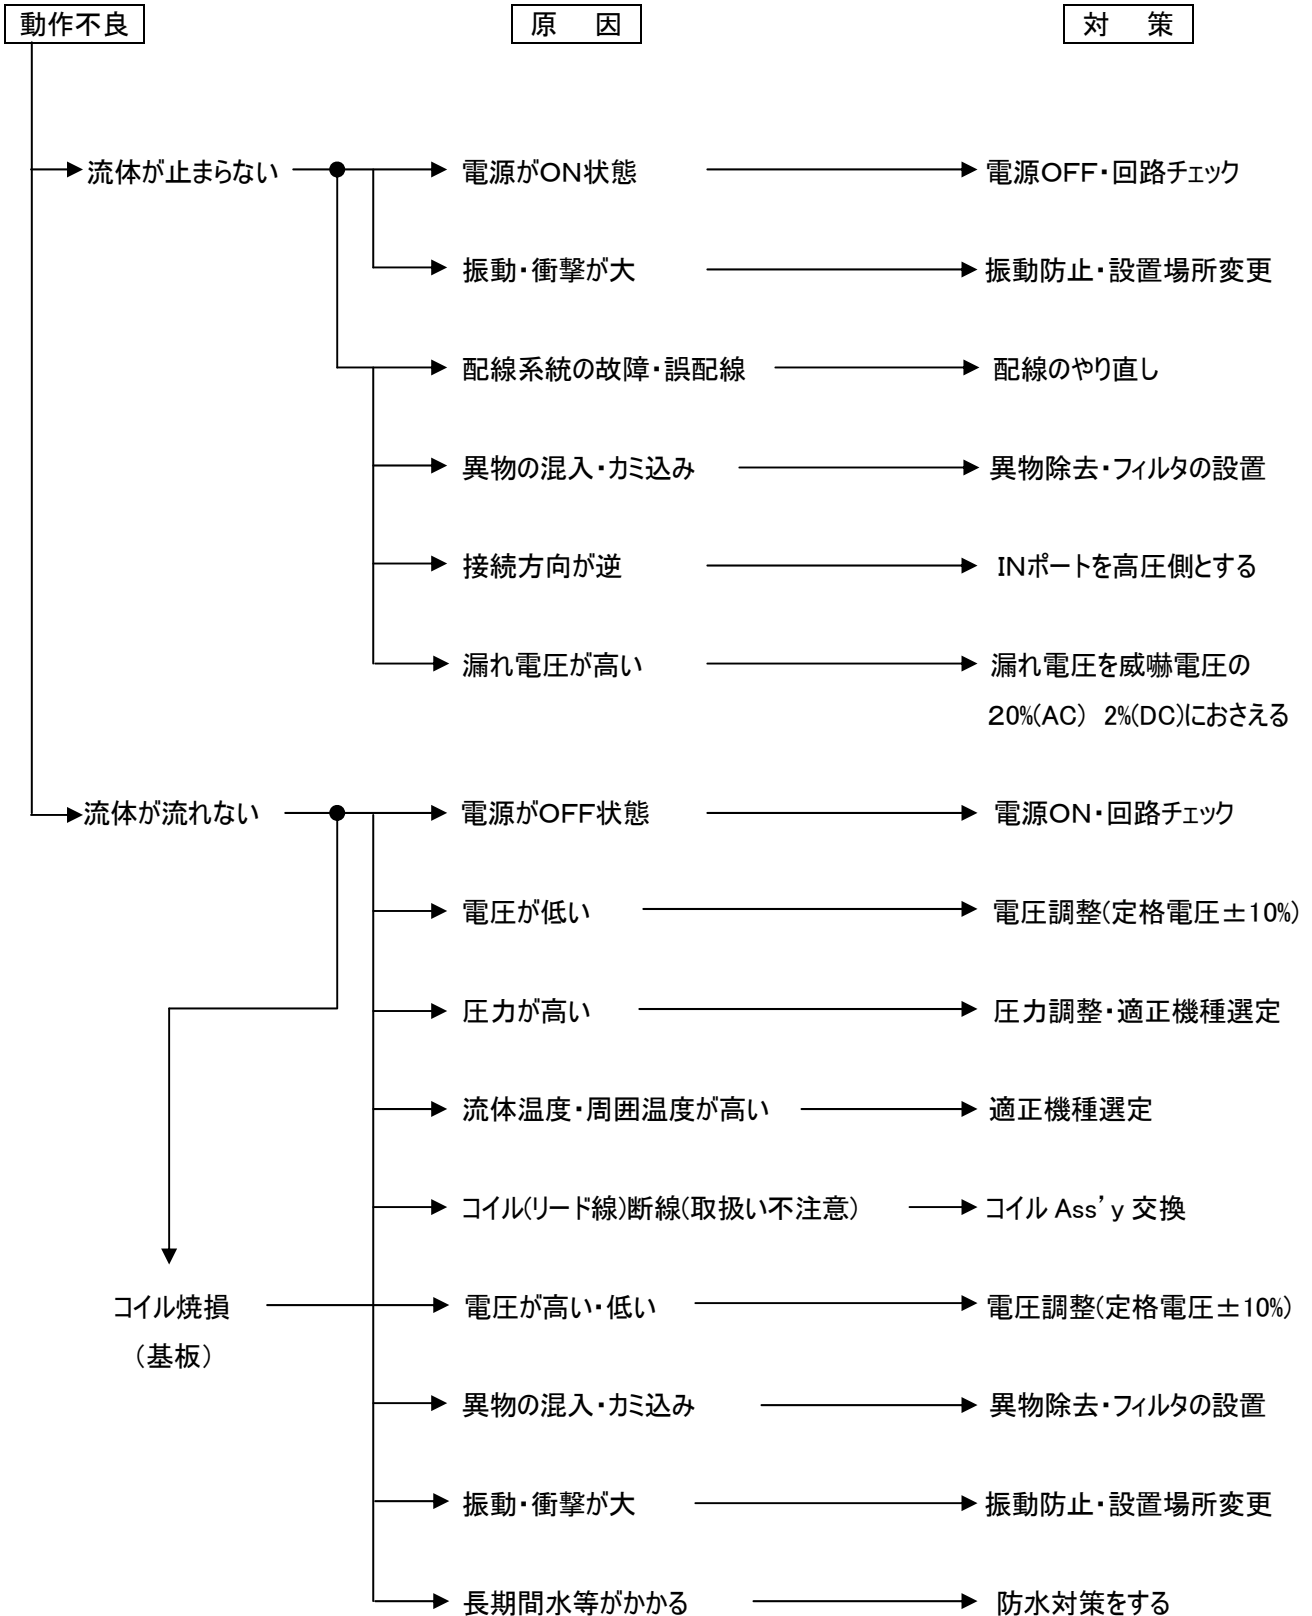 動作不良 原 因 対 策
流体が止まらない 電源がON状態 電源OFF・回路チェック
振動・衝撃が大 振動防止・設置場所変更
配線系統の故障・誤配線 配線のやり直し
異物の混入・カミ込み 異物除去・フィルタの設置
接続方向が逆 INポートを高圧側とする
漏れ電圧が高い 漏れ電圧を威嚇電圧の
20%(AC) 2%(DC)におさえる
流体が流れない 電源がOFF状態 電源ON・回路チェック
電圧が低い 電圧調整(定格電圧±10%)
圧力が高い 圧力調整・適正機種選定
流体温度・周囲温度が高い 適正機種選定
コイル(リード線)断線(取扱い不注意) コイル Ass'y 交換
コイル焼損 電圧が高い・低い 電圧調整(定格電圧±10%)
(基板)
異物の混入・カミ込み 異物除去・フィルタの設置
振動・衝撃が大 振動防止・設置場所変更
長期間水等がかかる 防水対策をする